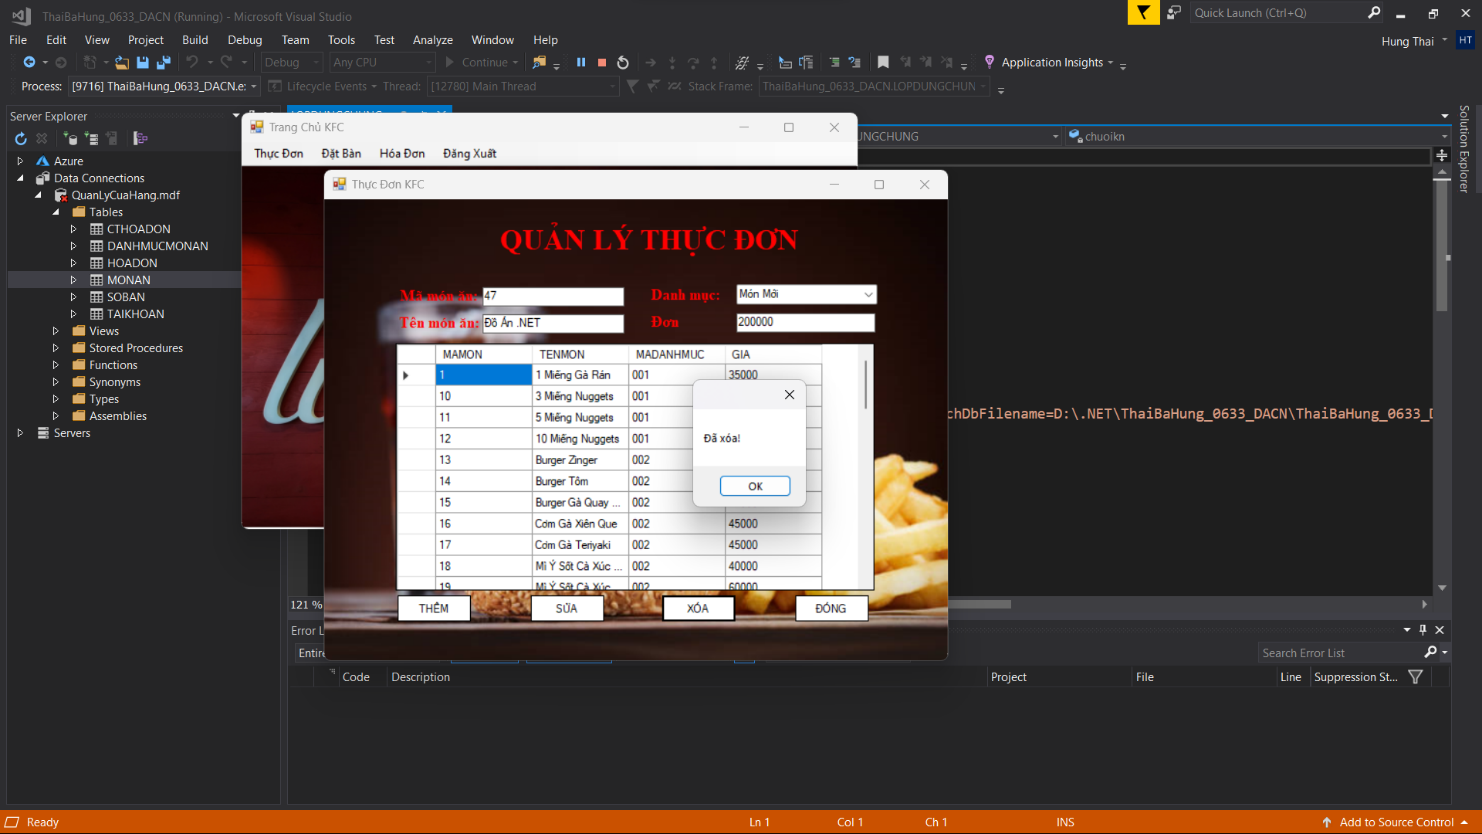 ThaiBaHung_0633_DACN (Running) - Microsoft Visual Studio
Quick Launch (Ctrl+Q)
File Edit View Project Build Debug Team Tools Test Analyze Window Help
Hung Thai HT
Debug Any CPU Continue Application Insights
Process: [9716] ThaiBaHung_0633_DACN.e: Lifecycle Events Thread: [12780] Main Thread Stack Frame: ThaiBaHung_0633_DACN.LOPDUNGCHUN
Server Explorer
Azure
Data Connections
QuanLyCuaHang.mdf
Tables
CTHOADON
DANHMUCMONAN
HOADON
MONAN
SOBAN
TAIKHOAN
Views
Stored Procedures
Functions
Synonyms
Types
Assemblies
Servers
Trang Chủ KFC
Thực Đơn Đặt Bàn Hóa Đơn Đăng Xuất
UNGCHUNG chuoikn
Solution Explorer
Thực Đơn KFC
QUẢN LÝ THỰC ĐƠN
Mã món ăn: 47 Danh mục: Món Mới
Tên món ăn: Đồ Án .NET Đơn 200000
MAMON TENMON MADANHMUC GIA
1 1 Miếng Gà Rán 001 35000
10 3 Miếng Nuggets 001
11 5 Miếng Nuggets 001
12 10 Miếng Nuggets 001
13 Burger Zinger 002
14 Burger Tôm 002
15 Burger Gà Quay ... 002
16 Cơm Gà Xiên Que 002 45000
17 Cơm Gà Teriyaki 002 45000
18 Mì Ý Sốt Cà Xúc ... 002 40000
19 Mì Ý Sốt Cà Xúc ... 002 60000
Đã xóa!
OK
THÊM SỬA XÓA ĐÓNG
chDbFilename=D:\.NET\ThaiBaHung_0633_DACN\ThaiBaHung_0633_D
121 %
Error L
Entire
Search Error List
Code Description Project File Line Suppression St...
Ready Ln 1 Col 1 Ch 1 INS Add to Source Control